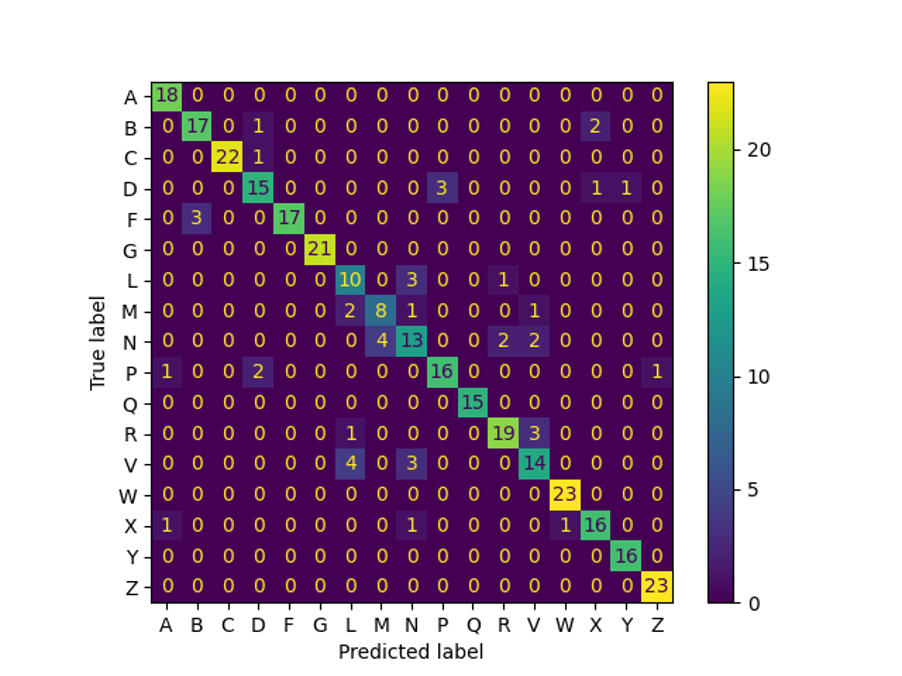 A 18 0 0 0 0 0 0 0 0 0 0 0 0 0 0 0 0
B 0 17 0 1 0 0 0 0 0 0 0 0 0 0 2 0 0
C 0 0 22 1 0 0 0 0 0 0 0 0 0 0 0 0 0
D 0 0 0 15 0 0 0 0 0 3 0 0 0 0 1 1 0
F 0 3 0 0 17 0 0 0 0 0 0 0 0 0 0 0 0
G 0 0 0 0 0 21 0 0 0 0 0 0 0 0 0 0 0
L 0 0 0 0 0 0 10 0 3 0 0 1 0 0 0 0 0
M 0 0 0 0 0 0 2 8 1 0 0 0 1 0 0 0 0
N 0 0 0 0 0 0 0 4 13 0 0 2 2 0 0 0 0
P 1 0 2 0 0 0 0 0 0 16 0 0 0 0 0 0 1
Q 0 0 0 0 0 0 0 0 0 0 15 0 0 0 0 0 0
R 0 0 0 0 0 0 1 0 0 0 0 19 3 0 0 0 0
V 0 0 0 0 0 0 4 0 3 0 0 0 14 0 0 0 0
W 0 0 0 0 0 0 0 0 0 0 0 0 0 23 0 0 0
X 1 0 0 0 0 0 0 0 1 0 0 0 0 1 16 0 0
Y 0 0 0 0 0 0 0 0 0 0 0 0 0 0 0 16 0
Z 0 0 0 0 0 0 0 0 0 0 0 0 0 0 0 0 23
A B C D F G L M N P Q R V W X Y Z
Predicted label
True label
20
15
10
5
0